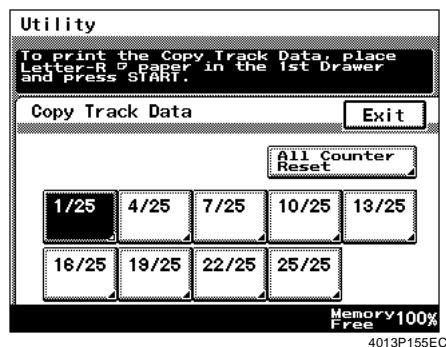 Utility
To print the Copy Track Data, place
Letter-R paper in the 1st Drawer
and press START.
Copy Track Data
Exit
All Counter
Reset
1/25 4/25 7/25 10/25 13/25
16/25 19/25 22/25 25/25
Memory
Free 100%
4013P155EC